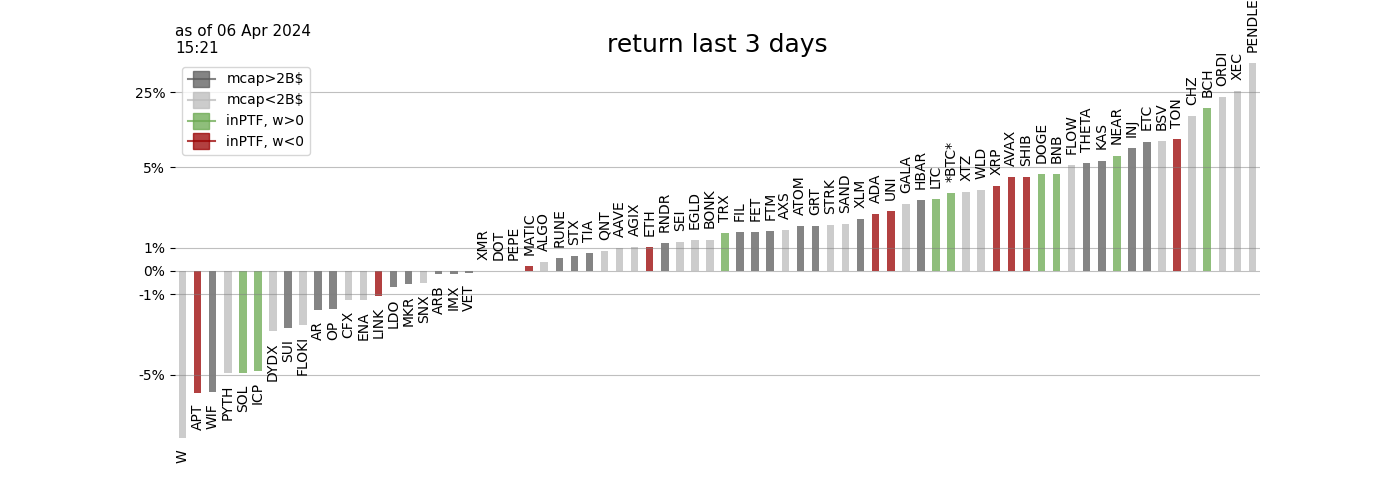 as of 06 Apr 2024
15:21
return last 3 days
mcap>2B$
mcap<2B$
inPTF, w>0
inPTF, w<0
25%
5%
1%
0%
-1%
-5%
W
APT
WIF
PYTH
SOL
ICP
DYDX
SUI
FLOKI
AR
OP
CFX
ENA
LINK
LDO
MKR
SNX
ARB
IMX
VET
XMR
DOT
PEPE
MATIC
ALGO
RUNE
STX
TIA
QNT
AAVE
AGIX
ETH
RNDR
SEI
EGLD
BONK
TRX
FIL
FET
FTM
AXS
ATOM
GRT
STRK
SAND
XLM
ADA
UNI
GALA
HBAR
LTC
*BTC*
XTZ
WLD
XRP
AVAX
SHIB
DOGE
BNB
FLOW
THETA
KAS
NEAR
INJ
ETC
BSV
TON
CHZ
BCH
ORDI
XEC
PENDLE